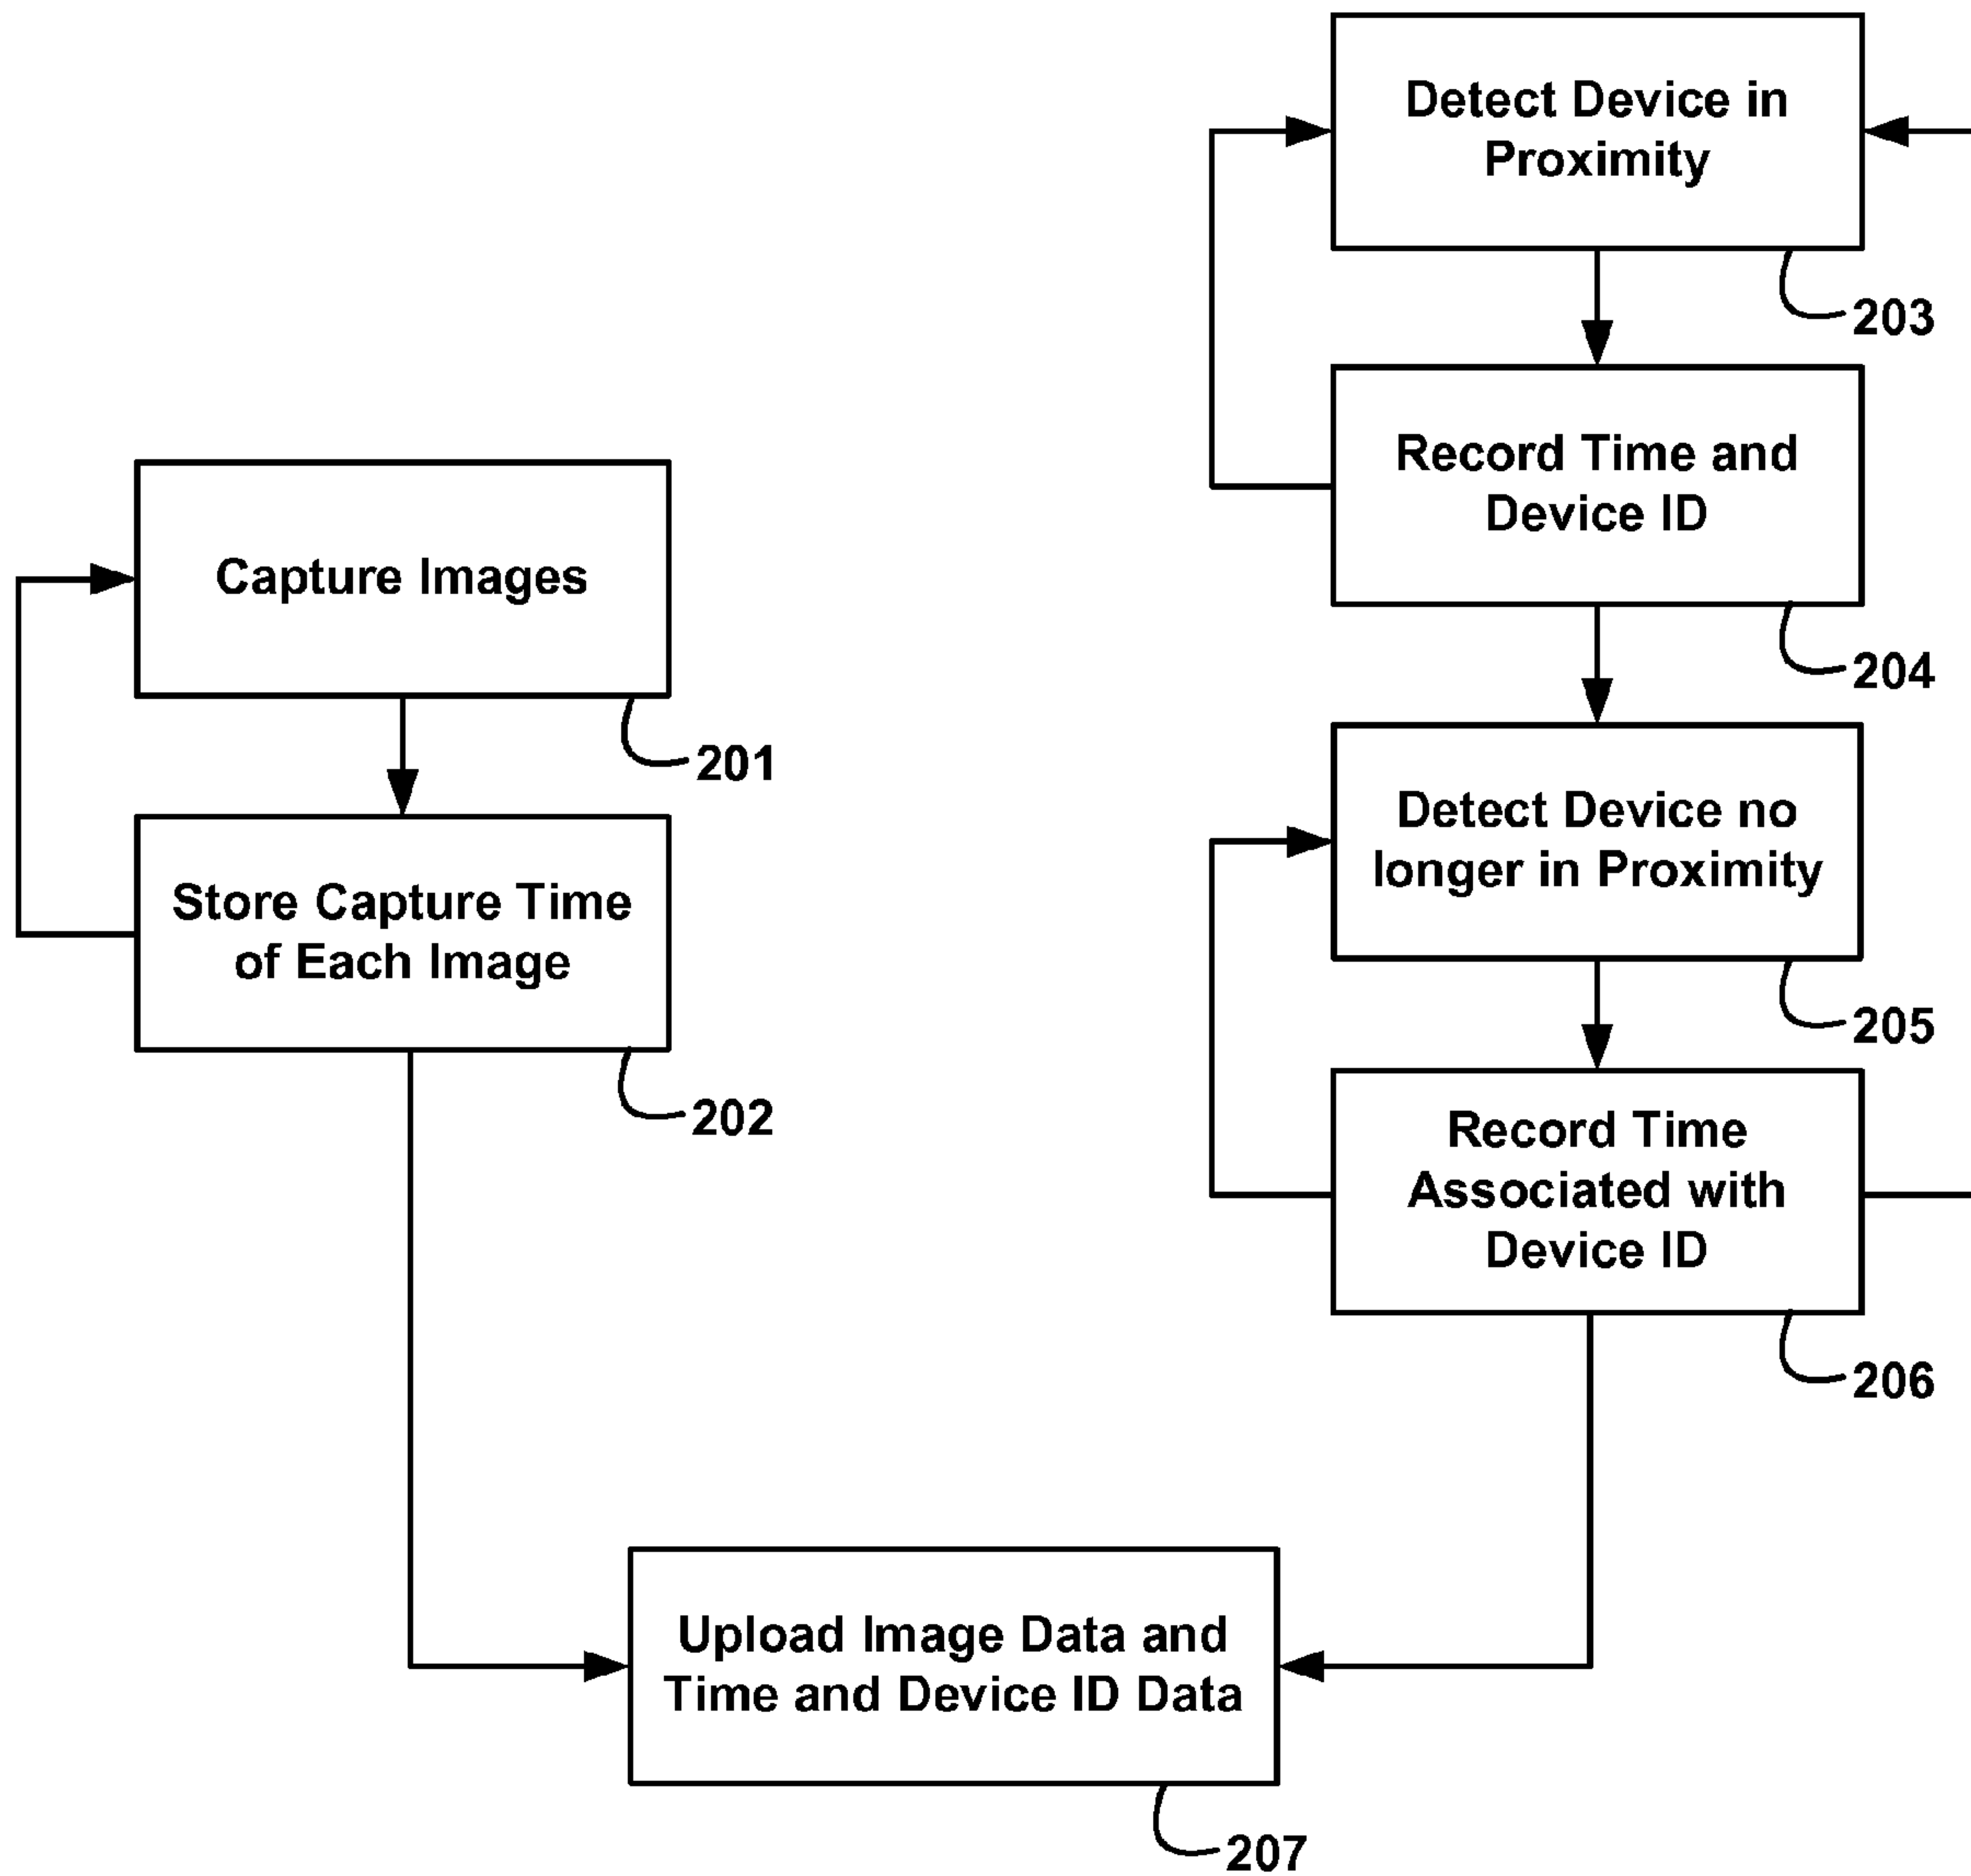 Detect Device in
Proximity
203
Record Time and
Device ID
204
Capture Images
201
Detect Device no
longer in Proximity
205
Store Capture Time
of Each Image
202
Record Time
Associated with
Device ID
206
Upload Image Data and
Time and Device ID Data
207